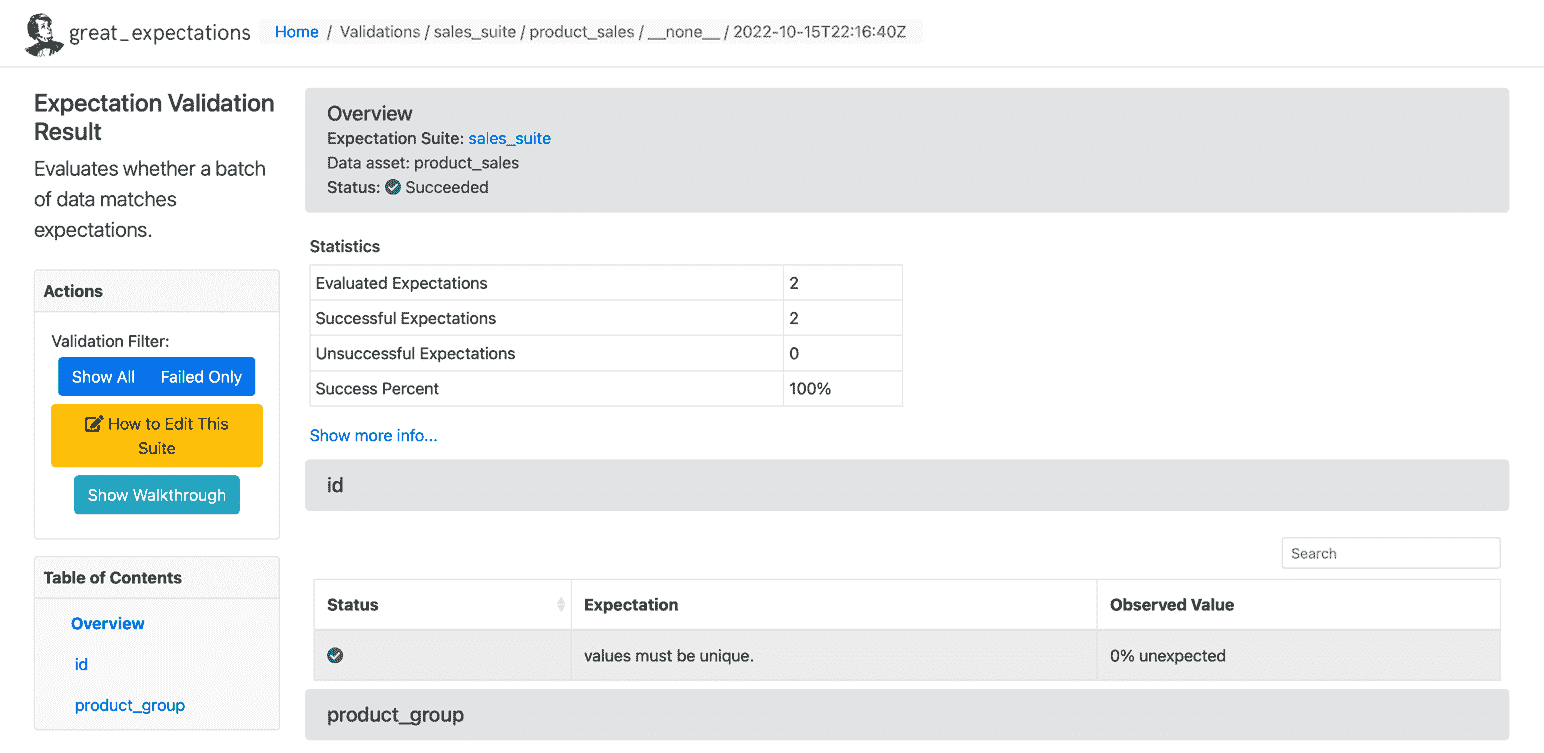 great_expectations
Home / Validations / sales_suite / product_sales / __none__ / 2022-10-15T22:16:40Z
Expectation Validation
Result
Evaluates whether a batch
of data matches
expectations.
Actions
Validation Filter:
Show All Failed Only
How to Edit This
Suite
Show Walkthrough
Table of Contents
Overview
id
product_group
Overview
Expectation Suite: sales_suite
Data asset: product_sales
Status: Succeeded
Statistics
Evaluated Expectations 2
Successful Expectations 2
Unsuccessful Expectations 0
Success Percent 100%
Show more info...
id
Search
Status Expectation Observed Value
values must be unique. 0% unexpected
product_group